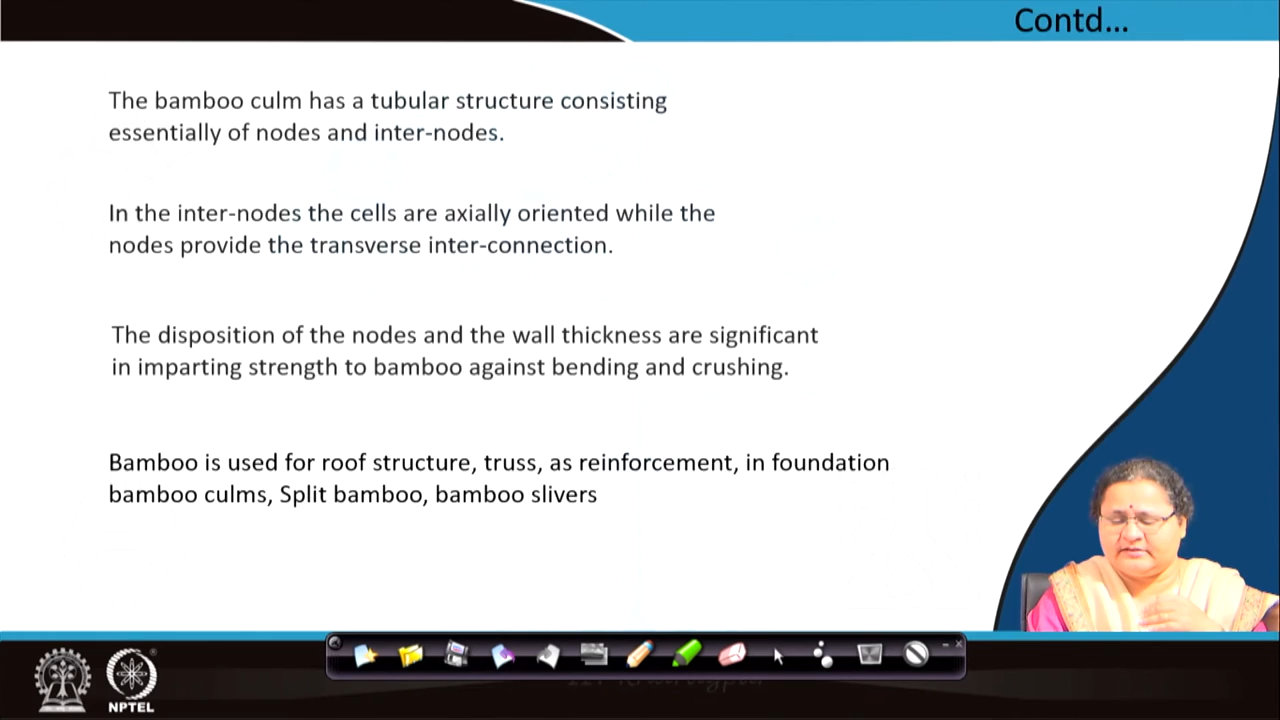 Contd...
The bamboo culm has a tubular structure consisting
essentially of nodes and inter-nodes.
In the inter-nodes the cells are axially oriented while the
nodes provide the transverse inter-connection.
The disposition of the nodes and the wall thickness are significant
in imparting strength to bamboo against bending and crushing.
Bamboo is used for roof structure, truss, as reinforcement, in foundation
bamboo culms, Split bamboo, bamboo slivers
NPTEL